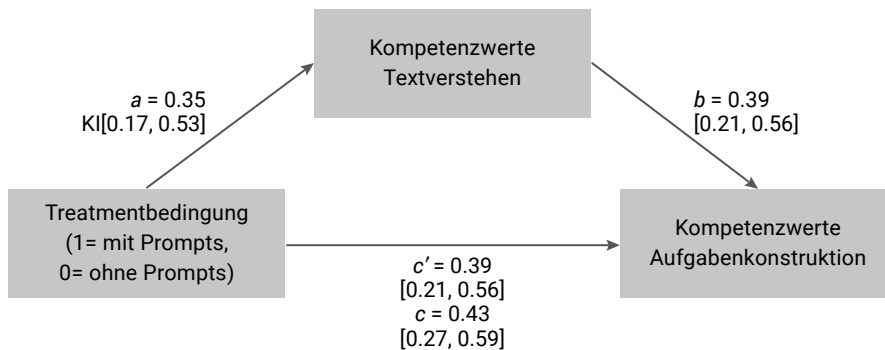 Kompetenzwerte
Textverstehen
a = 0.35
KI[0.17, 0.53]
b = 0.39
[0.21, 0.56]
Treatmentbedingung
(1= mit Prompts,
0= ohne Prompts)
Kompetenzwerte
Aufgabenkonstruktion
c’ = 0.39
[0.21, 0.56]
c = 0.43
[0.27, 0.59]